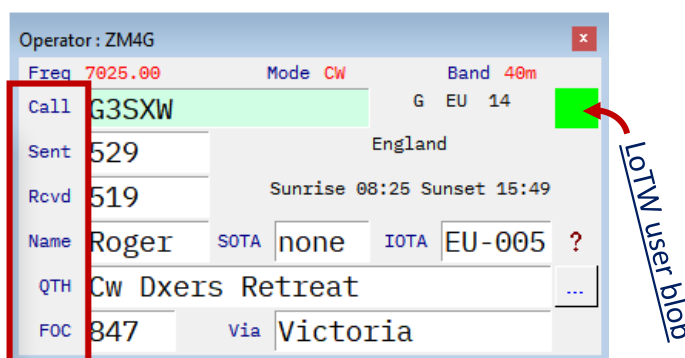 Operator : ZM4G x
Freq 7025.00 Mode CW Band 40m
Call G3SXW G EU 14
Sent 529 England
Rcvd 519 Sunrise 08:25 Sunset 15:49
Name Roger SOTA none IOTA EU-005 ?
QTH Cw Dxers Retreat ...
FOC 847 Via Victoria
LoTW user blob